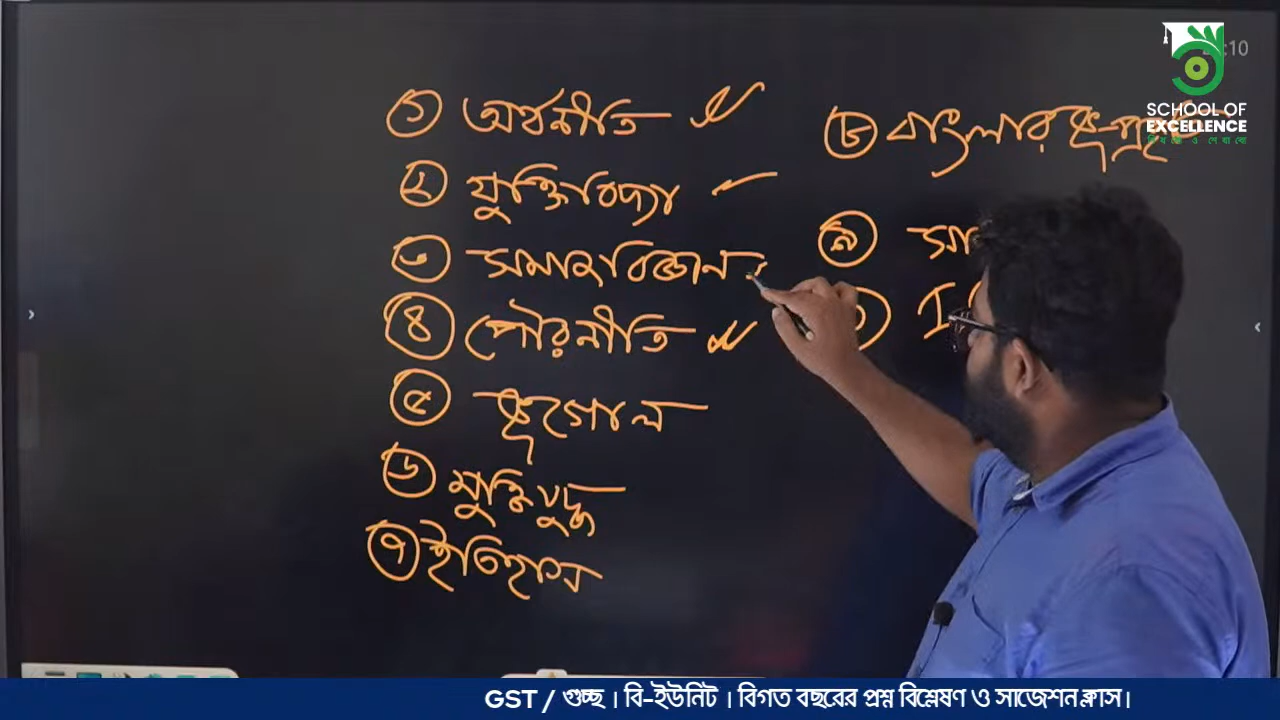 ১ অর্থনীতি
২ যুক্তিবিদ্যা
৩ সমাজবিজ্ঞান
৪ পৌরনীতি
৫ ভূগোল
৬ মুক্তিযুদ্ধ
৭ ইতিহাস
৮ বাংলার ভূ-প্রকৃতি
৯ সা
I
:10
SCHOOL OF
EXCELLENCE
GST / গুচ্ছ । বি-ইউনিট । বিগত বছরের প্রশ্ন বিশ্লেষণ ও সাজেশন ক্লাস।